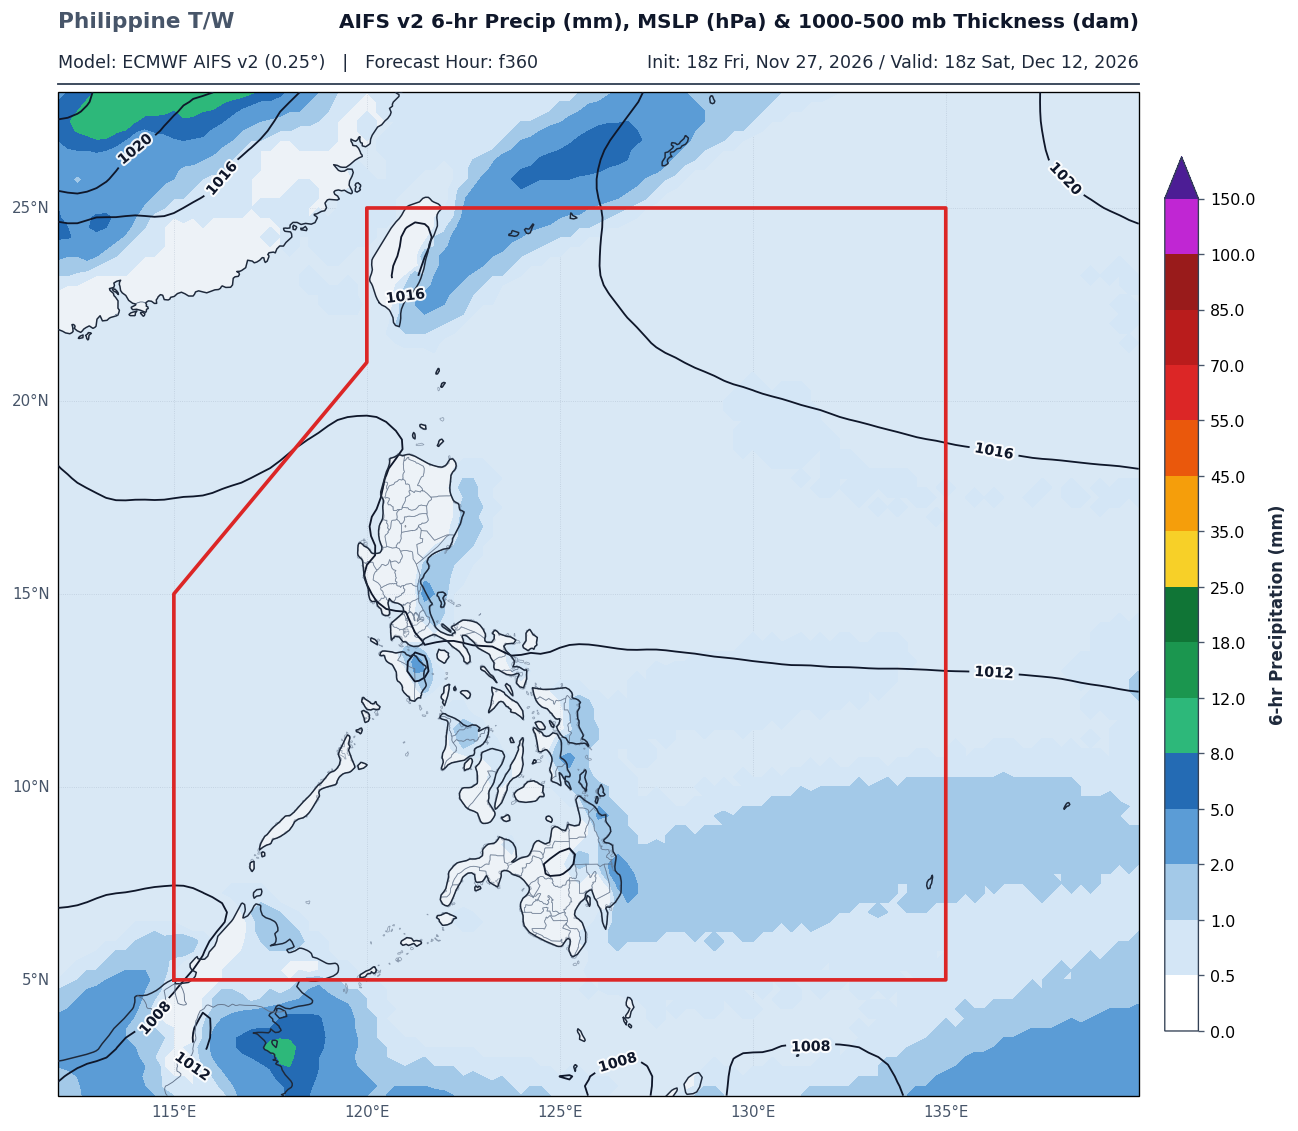 Philippine T/W
AIFS v2 6-hr Precip (mm), MSLP (hPa) & 1000-500 mb Thickness (dam)
Model: ECMWF AIFS v2 (0.25°) | Forecast Hour: f360
Init: 18z Fri, Nov 27, 2026 / Valid: 18z Sat, Dec 12, 2026
1020
1016
1020
25°N
1016
20°N
1016
15°N
1012
10°N
5°N
1008
1012
1008
1008
115°E
120°E
125°E
130°E
135°E
150.0
100.0
85.0
70.0
55.0
45.0
35.0
25.0
18.0
12.0
8.0
5.0
2.0
1.0
0.5
0.0
6-hr Precipitation (mm)